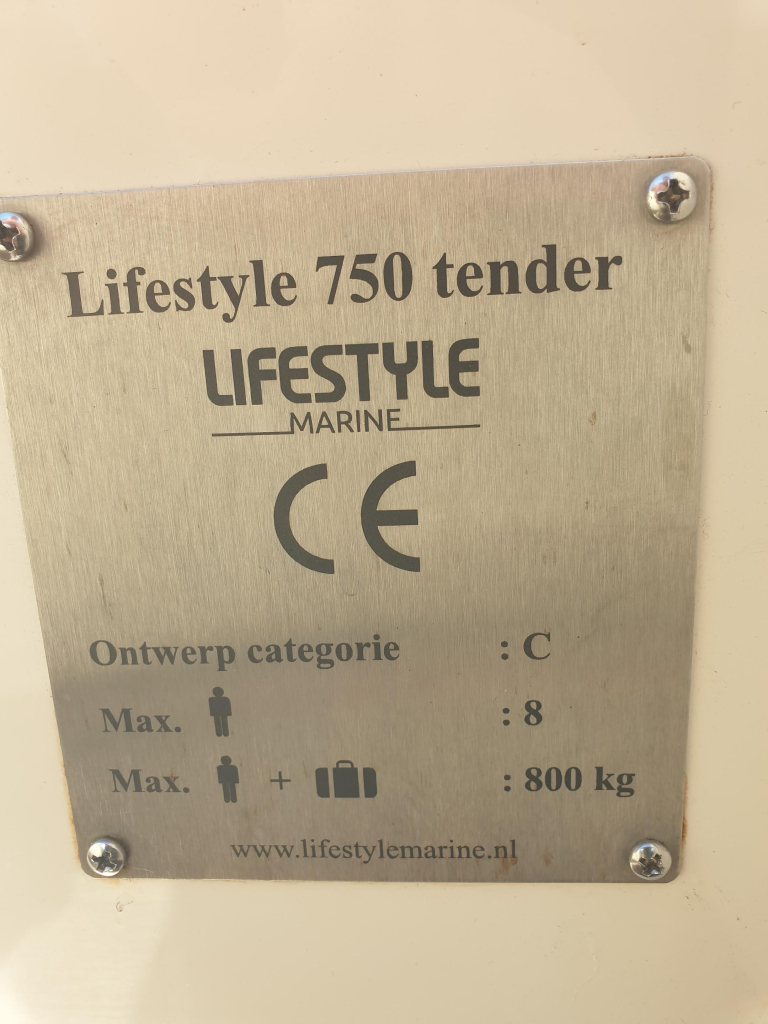 Lifestyle 750 tender
LIFESTYLE
MARINE
CE
Ontwerp categorie : C
Max. : 8
Max. + : 800 kg
www.lifestylemarine.nl